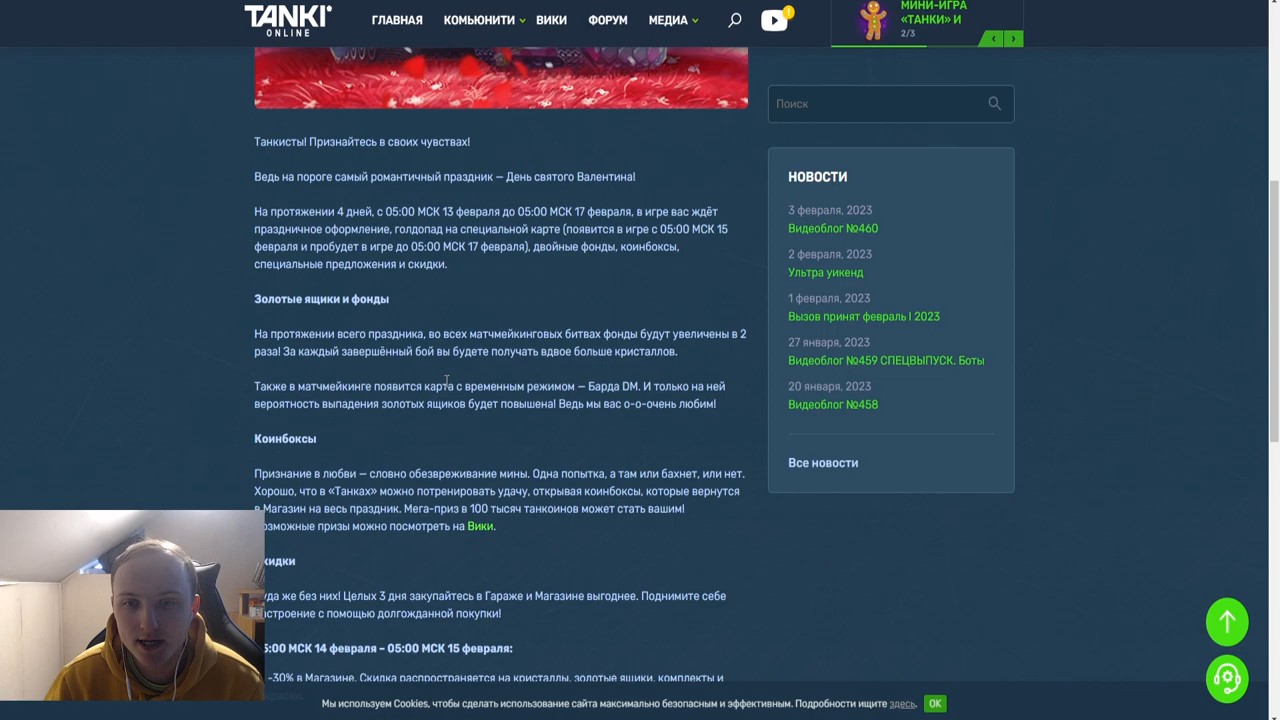 TANKI
ONLINE
ГЛАВНАЯ
КОМЬЮНИТИ
ВИКИ
ФОРУМ
МЕДИА
МИНИ-ИГРА
«ТАНКИ» И
2/3
Танкисты! Признайтесь в своих чувствах!
Ведь на пороге самый романтичный праздник — День святого Валентина!
На протяжении 4 дней, с 05:00 МСК 13 февраля до 05:00 МСК 17 февраля, в игре вас ждёт
праздничное оформление, голдопад на специальной карте (появится в игре с 05:00 МСК 15
февраля и пробудет в игре до 05:00 МСК 17 февраля), двойные фонды, коинбоксы,
специальные предложения и скидки.
Золотые ящики и фонды
На протяжении всего праздника, во всех матчмейкинговых битвах фонды будут увеличены в 2
раза! За каждый завершённый бой вы будете получать вдвое больше кристаллов.
Также в матчмейкинге появится карта с временным режимом — Барда DM. И только на ней
вероятность выпадения золотых ящиков будет повышена! Ведь мы вас о-о-очень любим!
Коинбоксы
Признание в любви — словно обезвреживание мины. Одна попытка, а там или бахнет, или нет.
Хорошо, что в «Танках» можно потренировать удачу, открывая коинбоксы, которые вернутся
в Магазин на весь праздник. Мега-приз в 100 тысяч танкоинов может стать вашим!
озможные призы можно посмотреть на Вики.
кидки
уда же без них! Целых 3 дня закупайтесь в Гараже и Магазине выгоднее. Поднимите себе
астроение с помощью долгожданной покупки!
5:00 МСК 14 февраля – 05:00 МСК 15 февраля:
-30% в Магазине. Скидка распространяется на кристаллы, золотые ящики, комплекты и
Поиск
НОВОСТИ
3 февраля, 2023
Видеоблог №460
2 февраля, 2023
Ультра уикенд
1 февраля, 2023
Вызов принят февраль I 2023
27 января, 2023
Видеоблог №459 СПЕЦВЫПУСК. Боты
20 января, 2023
Видеоблог №458
Все новости
Мы используем Cookies, чтобы сделать использование сайта максимально безопасным и эффективным. Подробности ищите здесь.
OK